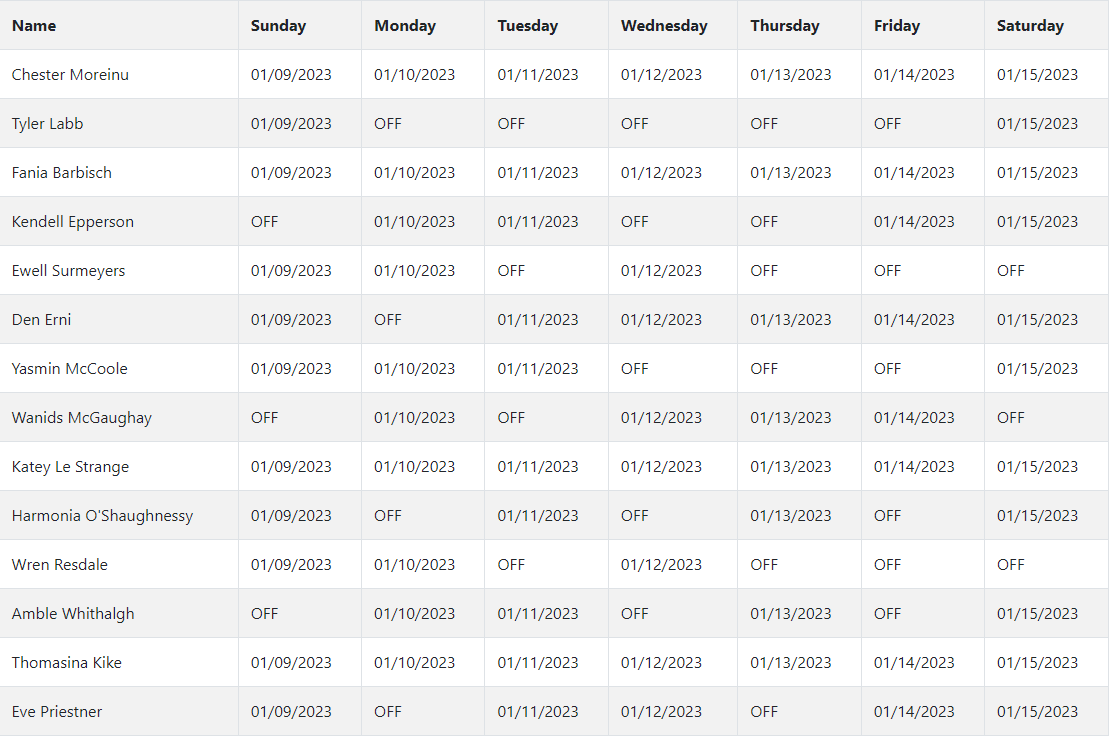 Name Sunday Monday Tuesday Wednesday Thursday Friday Saturday
Chester Moreinu 01/09/2023 01/10/2023 01/11/2023 01/12/2023 01/13/2023 01/14/2023 01/15/2023
Tyler Labb 01/09/2023 OFF OFF OFF OFF OFF 01/15/2023
Fania Barbisch 01/09/2023 01/10/2023 01/11/2023 01/12/2023 01/13/2023 01/14/2023 01/15/2023
Kendell Epperson OFF 01/10/2023 01/11/2023 OFF OFF 01/14/2023 01/15/2023
Ewell Surmeyers 01/09/2023 01/10/2023 OFF 01/12/2023 OFF OFF OFF
Den Erni 01/09/2023 OFF 01/11/2023 01/12/2023 01/13/2023 01/14/2023 01/15/2023
Yasmin McCoole 01/09/2023 01/10/2023 01/11/2023 OFF OFF OFF 01/15/2023
Wanids McGaughay OFF 01/10/2023 OFF 01/12/2023 01/13/2023 01/14/2023 OFF
Katey Le Strange 01/09/2023 01/10/2023 01/11/2023 01/12/2023 01/13/2023 01/14/2023 01/15/2023
Harmonia O'Shaughnessy 01/09/2023 OFF 01/11/2023 OFF 01/13/2023 OFF 01/15/2023
Wren Resdale 01/09/2023 01/10/2023 OFF 01/12/2023 OFF OFF OFF
Amble Whithalgh OFF 01/10/2023 01/11/2023 OFF 01/13/2023 OFF 01/15/2023
Thomasina Kike 01/09/2023 01/10/2023 01/11/2023 01/12/2023 01/13/2023 01/14/2023 01/15/2023
Eve Priestner 01/09/2023 OFF 01/11/2023 01/12/2023 OFF 01/14/2023 01/15/2023